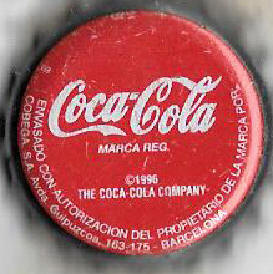 Coca-Cola
MARCA REG.
©1996
THE COCA-COLA COMPANY
ENVASADO CON AUTORIZACION DEL PROPIETARIO DE LA MARCA POR-
COBEGA, S.A. Avda. Guipuzcoa, 163-175 - BARCELONA